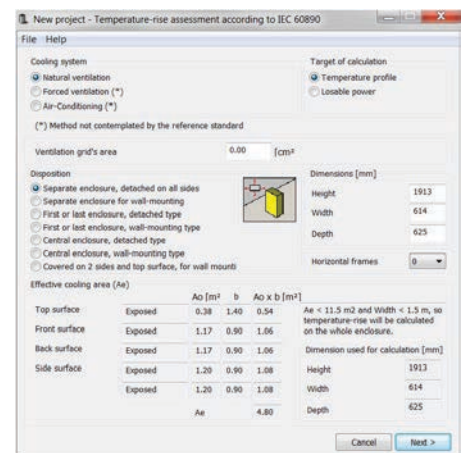 New project - Temperature-rise assessment according to IEC 60890
File Help
Cooling system
Natural ventilation
Forced ventilation (*)
Air-Conditioning (*)
(*) Method not contemplated by the reference standard
Target of calculation
Temperature profile
Losable power
Ventilation grid's area 0.00 [cm²
Disposition
Separate enclosure, detached on all sides
Separate enclosure for wall-mounting
First or last enclosure, detached type
First or last enclosure, wall-mounting type
Central enclosure, detached type
Central enclosure, wall-mounting type
Covered on 2 sides and top surface, for wall mounti
Dimensions [mm]
Height 1913
Width 614
Depth 625
Horizontal frames 0
Effective cooling area (Ae)
Ao [m² b Ao x b [m²]
Top surface Exposed 0.38 1.40 0.54
Front surface Exposed 1.17 0.90 1.06
Back surface Exposed 1.17 0.90 1.06
Side surface Exposed 1.20 0.90 1.08
Exposed 1.20 0.90 1.08
Ae 4.80
Ae < 11.5 m2 and Width < 1.5 m, so
temperature-rise will be calculated
on the whole enclosure.
Dimension used for calculation [mm]
Height 1913
Width 614
Depth 625
Cancel Next >